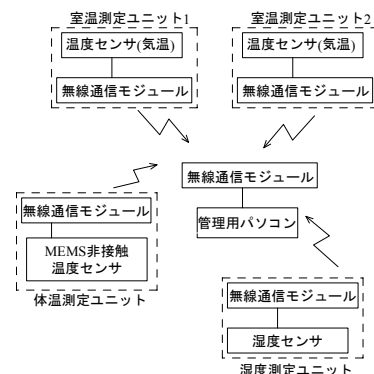 室温測定ユニット1
温度センサ(気温)
無線通信モジュール
室温測定ユニット2
温度センサ(気温)
無線通信モジュール
無線通信モジュール
管理用パソコン
無線通信モジュール
MEMS非接触
温度センサ
体温測定ユニット
無線通信モジュール
湿度センサ
湿度測定ユニット